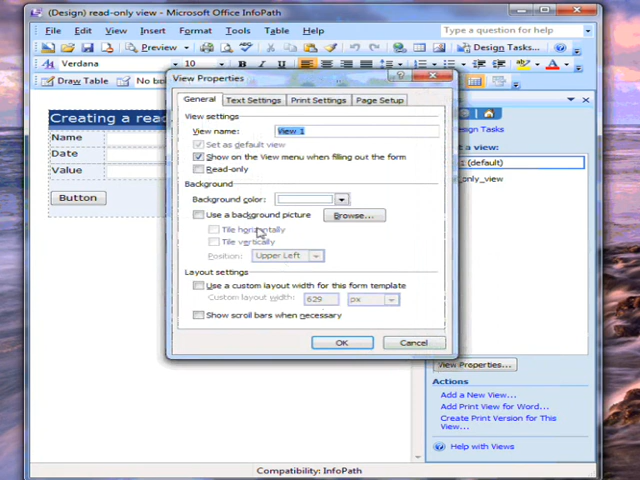 (Design) read-only view - Microsoft Office InfoPath
File Edit View Insert Format Tools Table Help
Type a question for help
Preview
Design Tasks...
Verdana 10 B I U
Draw Table
View Properties
General Text Settings Print Settings Page Setup
View settings
View name: View 1
Set as default view
Show on the View menu when filling out the form
Read-only
Background
Background color:
Use a background picture Browse...
Tile horizontally
Tile vertically
Position: Upper Left
Layout settings
Use a custom layout width for this form template
Custom layout width: 629 px
Show scroll bars when necessary
OK Cancel
Creating a read
Name
Date
Value
Button
sign Tasks
t a view:
1 (default)
_only_view
View Properties...
Actions
Add a New View...
Add Print View for Word...
Create Print Version for This
View...
Help with Views
Compatibility: InfoPath